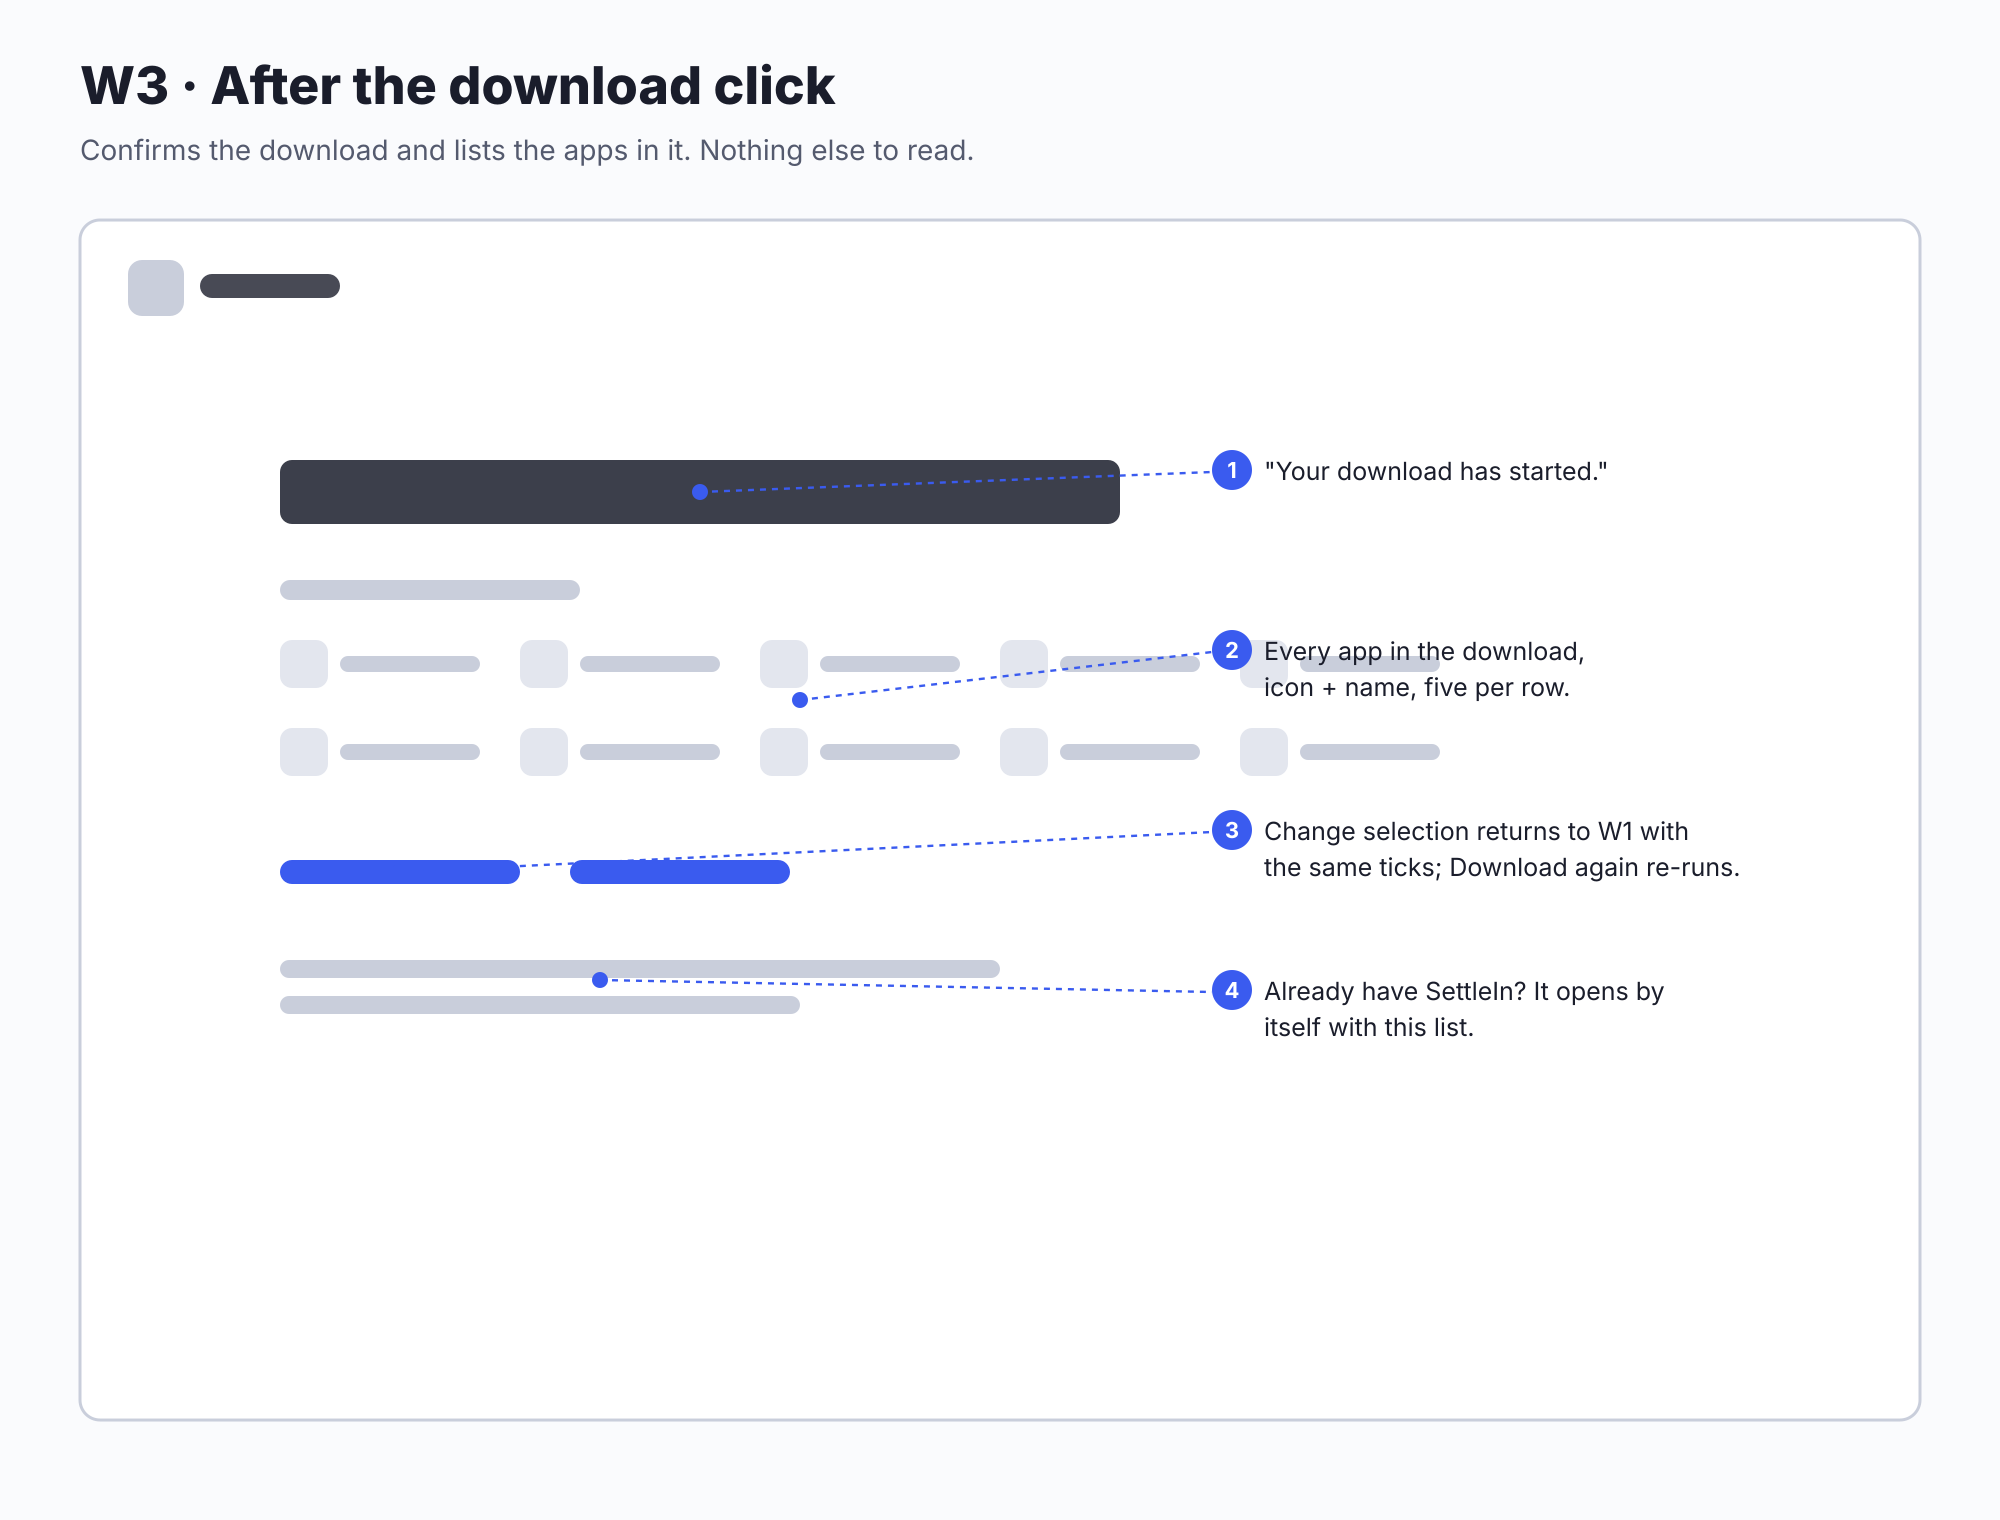 W3 · After the download click
Confirms the download and lists the apps in it. Nothing else to read.
1 "Your download has started."
2 Every app in the download,
icon + name, five per row.
3 Change selection returns to W1 with
the same ticks; Download again re-runs.
4 Already have SettleIn? It opens by
itself with this list.